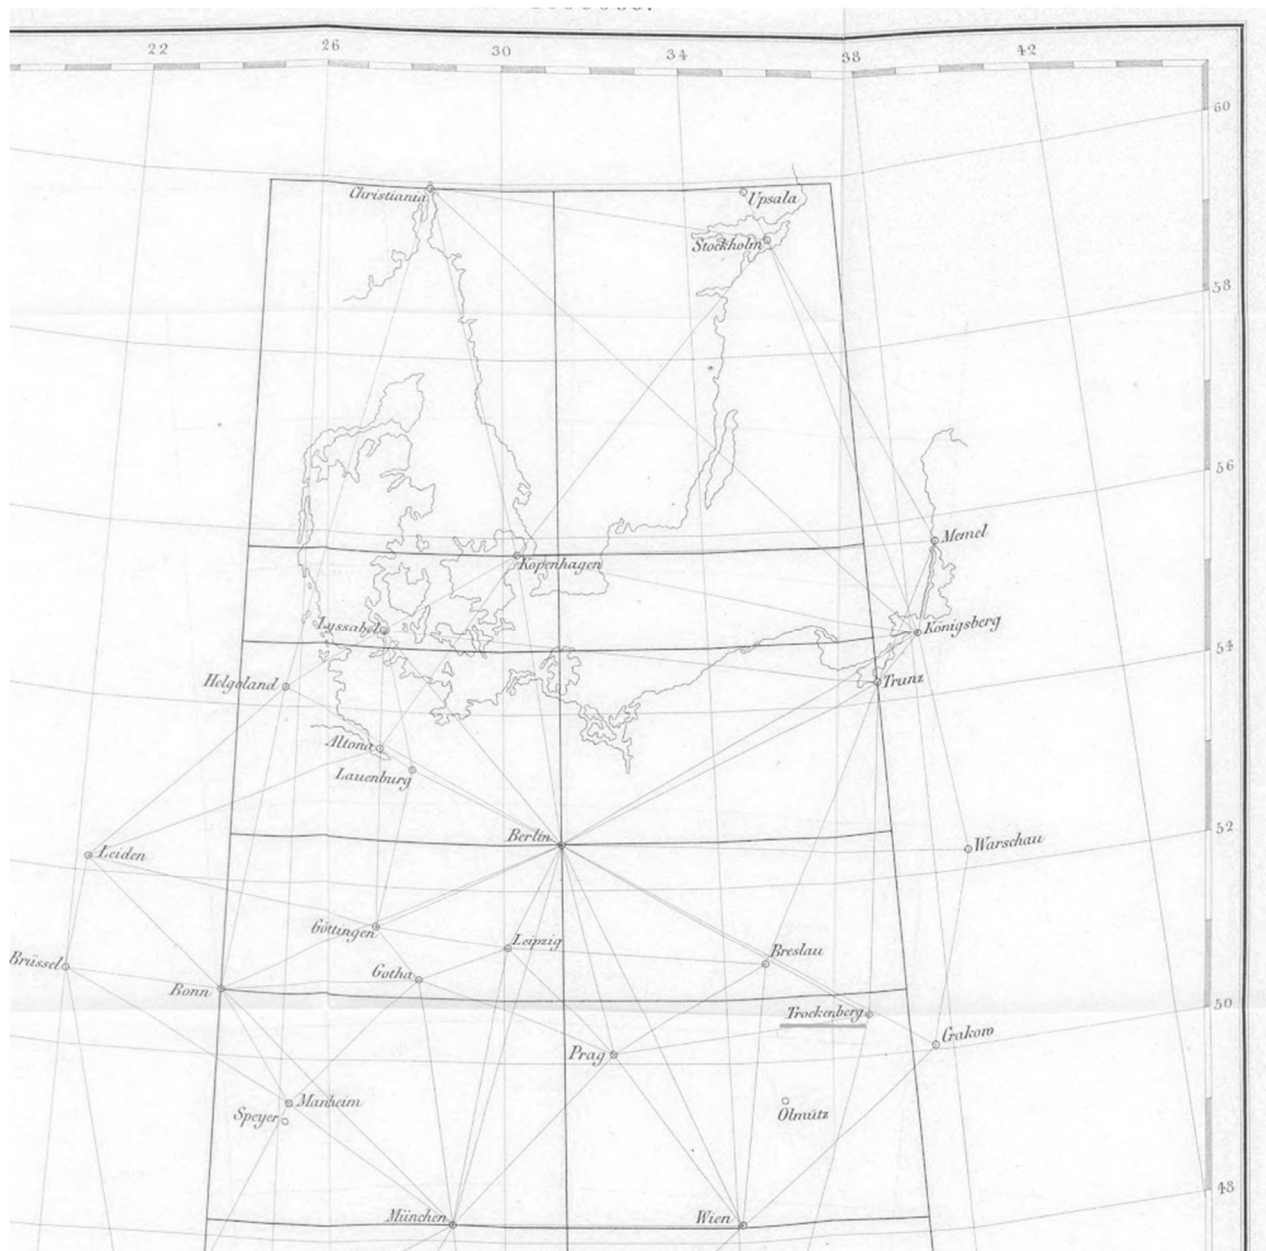 22 26 30 34 38 42
60
Christiania
Upsala
Stockholm
58
56
Memel
Kopenhagen
Lyssabel
Königsberg
54
Helgoland
Trunz
Altona
Lauenburg
52
Berlin
Warschau
Leiden
Göttingen
Leipzig
Breslau
Brüssel
Gotha
Bonn
50
Trockenberg
Crakow
Prag
Manheim
Speyer
Olmütz
48
München
Wien